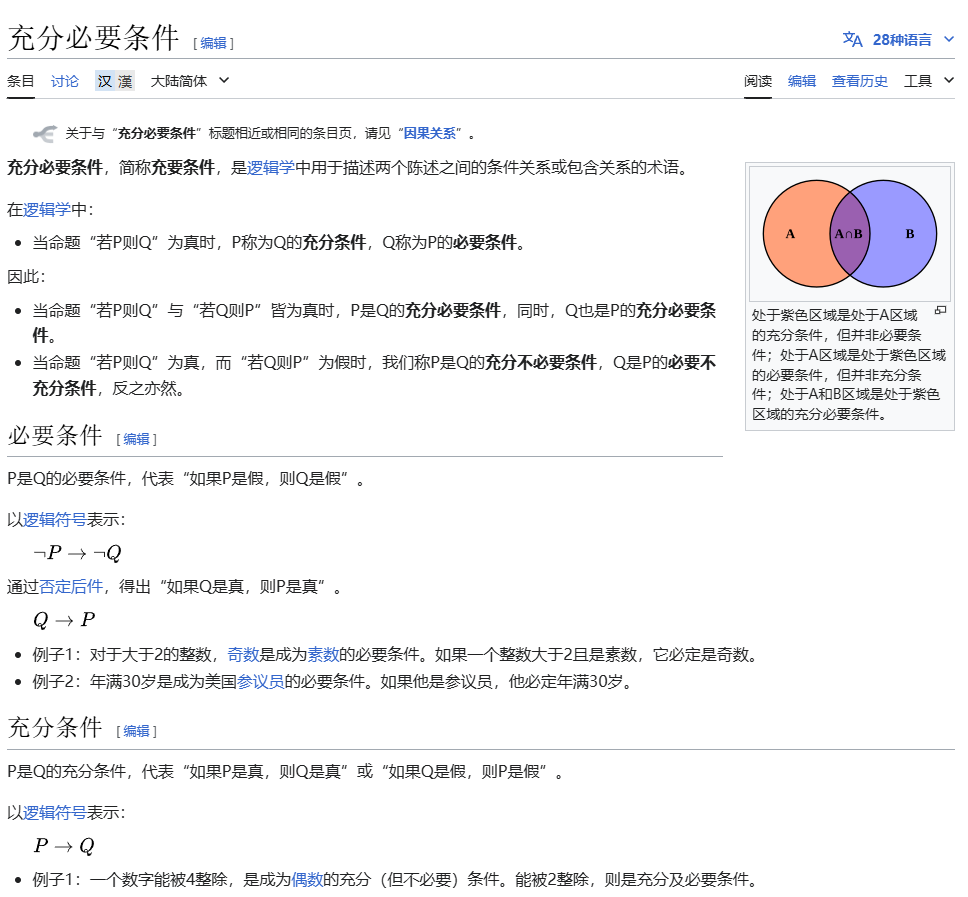 充分必要条件 [编辑]
28种语言
条目 讨论 汉 漢 大陆简体
阅读 编辑 查看历史 工具
关于与“充分必要条件”标题相近或相同的条目页，请见“因果关系”。
充分必要条件，简称充要条件，是逻辑学中用于描述两个陈述之间的条件关系或包含关系的术语。
在逻辑学中：
• 当命题“若P则Q”为真时，P称为Q的充分条件，Q称为P的必要条件。
因此：
• 当命题“若P则Q”与“若Q则P”皆为真时，P是Q的充分必要条件，同时，Q也是P的充分必要条
件。
• 当命题“若P则Q”为真，而“若Q则P”为假时，我们称P是Q的充分不必要条件，Q是P的必要不
充分条件，反之亦然。
A A∩B B
处于紫色区域是处于A区域
的充分条件，但并非必要条
件；处于A区域是处于紫色区域
的必要条件，但并非充分条
件；处于A和B区域是处于紫色
区域的充分必要条件。
必要条件 [编辑]
P是Q的必要条件，代表“如果P是假，则Q是假”。
以逻辑符号表示：
¬P → ¬Q
通过否定后件，得出“如果Q是真，则P是真”。
Q → P
• 例子1：对于大于2的整数，奇数是成为素数的必要条件。如果一个整数大于2且是素数，它必定是奇数。
• 例子2：年满30岁是成为美国参议员的必要条件。如果他是参议员，他必定年满30岁。
充分条件 [编辑]
P是Q的充分条件，代表“如果P是真，则Q是真”或“如果Q是假，则P是假”。
以逻辑符号表示：
P → Q
• 例子1：一个数字能被4整除，是成为偶数的充分（但不必要）条件。能被2整除，则是充分及必要条件。